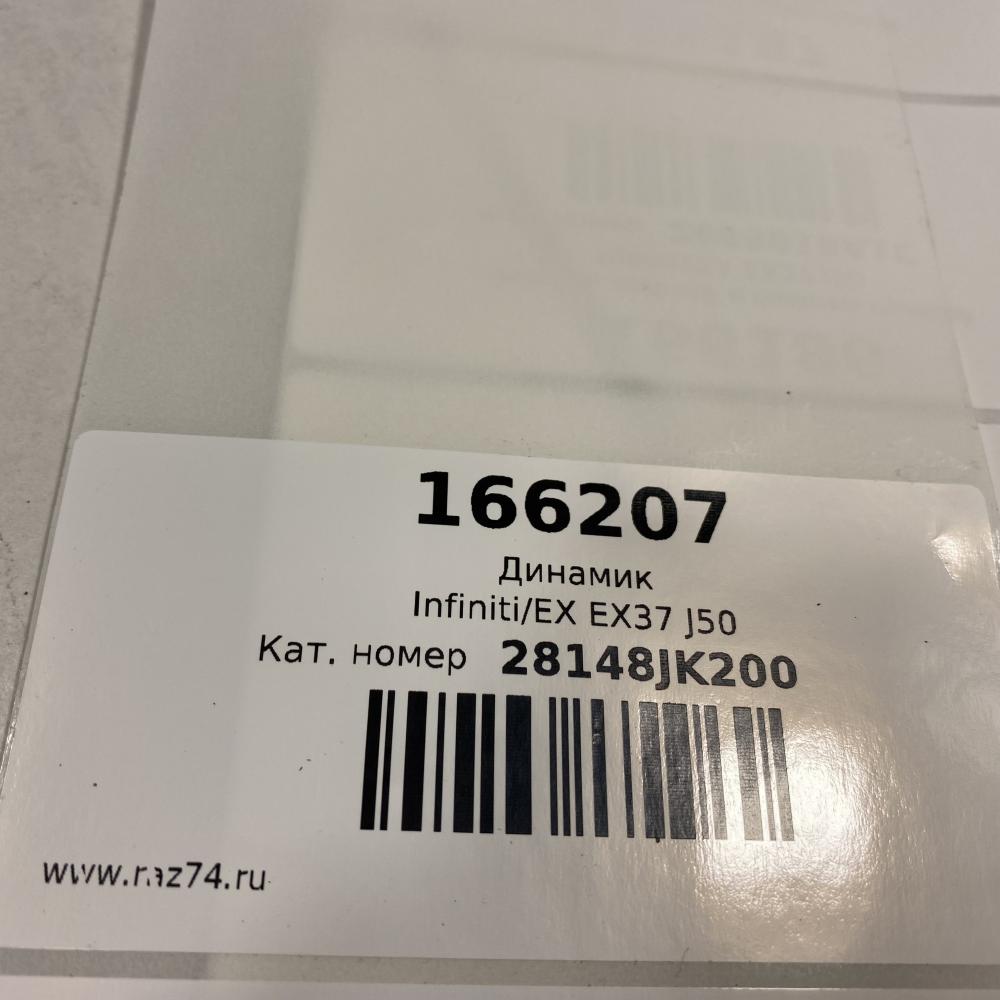 166207
Динамик
Infiniti/EX EX37 J50
Кат. номер 28148JK200
www.raz74.ru